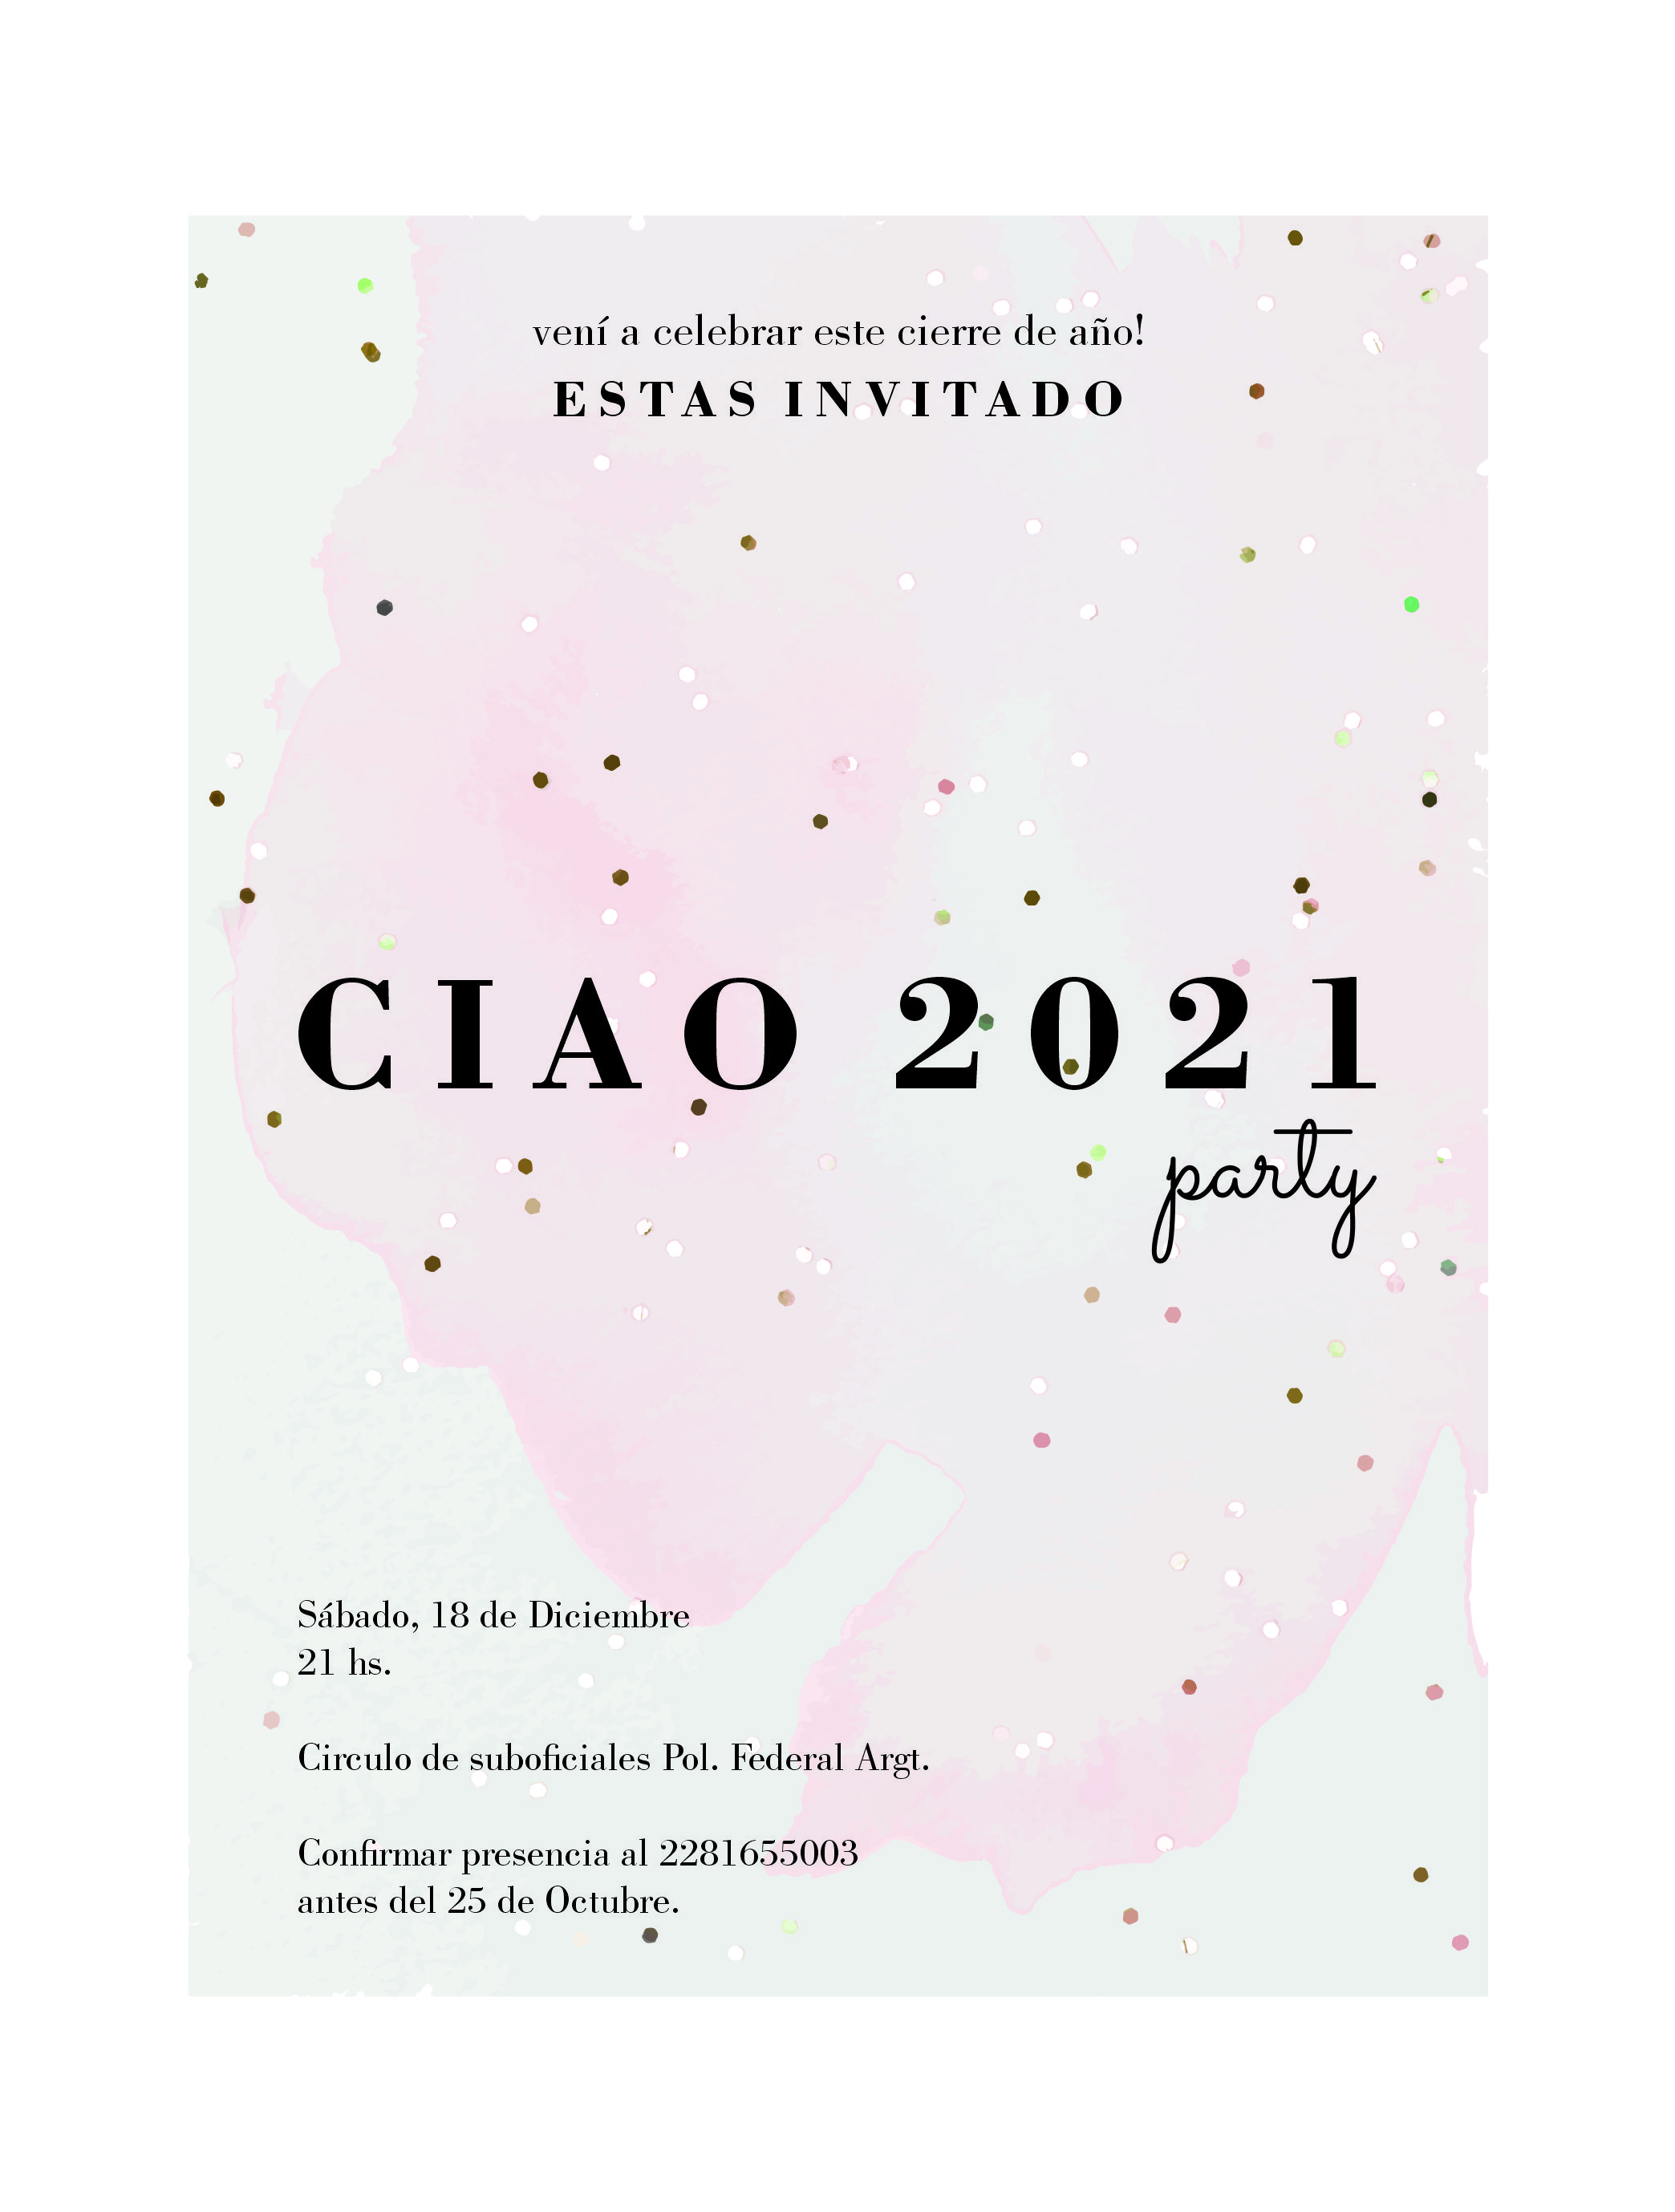 vení a celebrar este cierre de año!
ESTAS INVITADO
CIAO 2021
party
Sábado, 18 de Diciembre
21 hs.
Circulo de suboficiales Pol. Federal Argt.
Confirmar presencia al 2281655003
antes del 25 de Octubre.